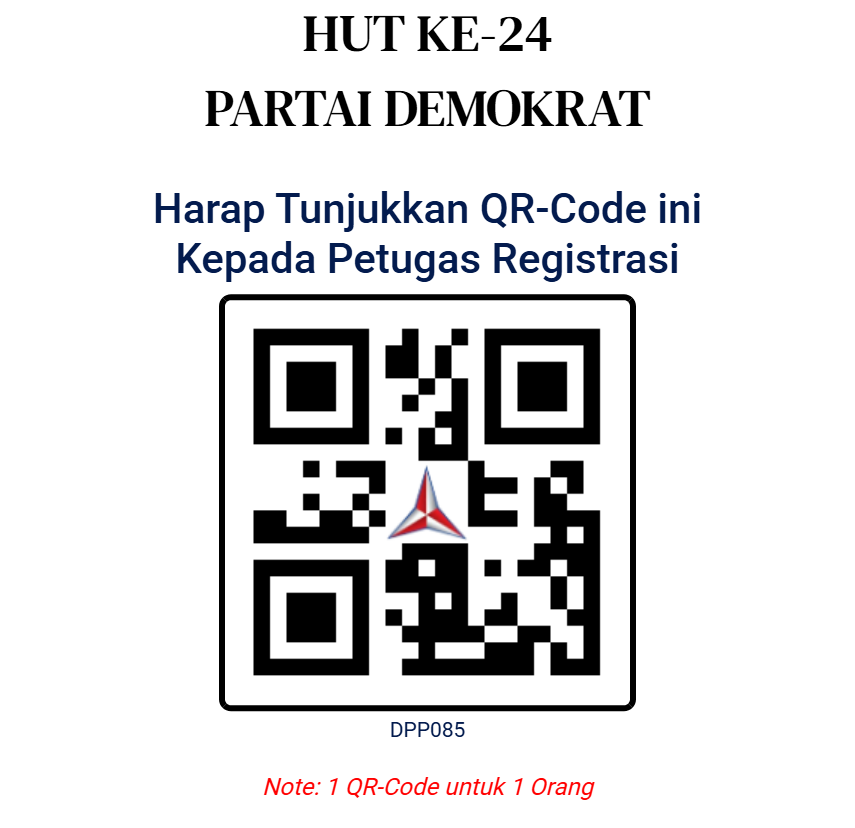 HUT KE-24
PARTAI DEMOKRAT
Harap Tunjukkan QR-Code ini
Kepada Petugas Registrasi
DPP085
Note: 1 QR-Code untuk 1 Orang